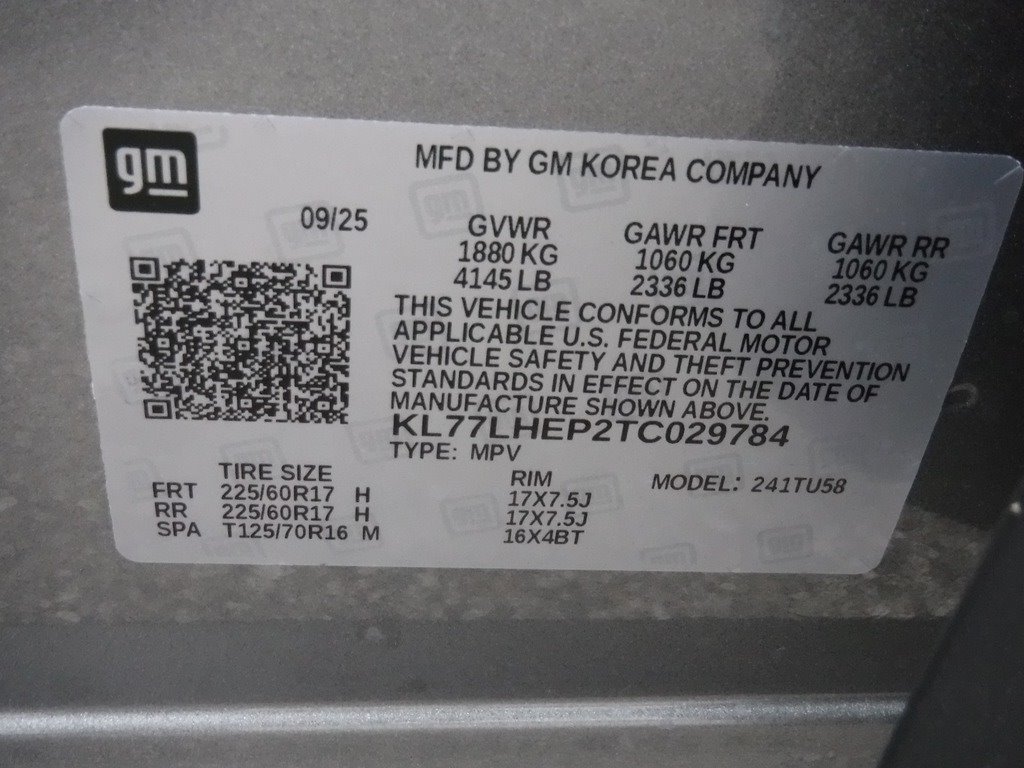 gm
MFD BY GM KOREA COMPANY
09/25
GVWR
1880 KG
4145 LB
GAWR FRT
1060 KG
2336 LB
GAWR RR
1060 KG
2336 LB
THIS VEHICLE CONFORMS TO ALL
APPLICABLE U.S. FEDERAL MOTOR
VEHICLE SAFETY AND THEFT PREVENTION
STANDARDS IN EFFECT ON THE DATE OF
MANUFACTURE SHOWN ABOVE.
KL77LHEP2TC029784
TYPE: MPV
MODEL: 241TU58
TIRE SIZE RIM
FRT 225/60R17 H 17X7.5J
RR 225/60R17 H 17X7.5J
SPA T125/70R16 M 16X4BT